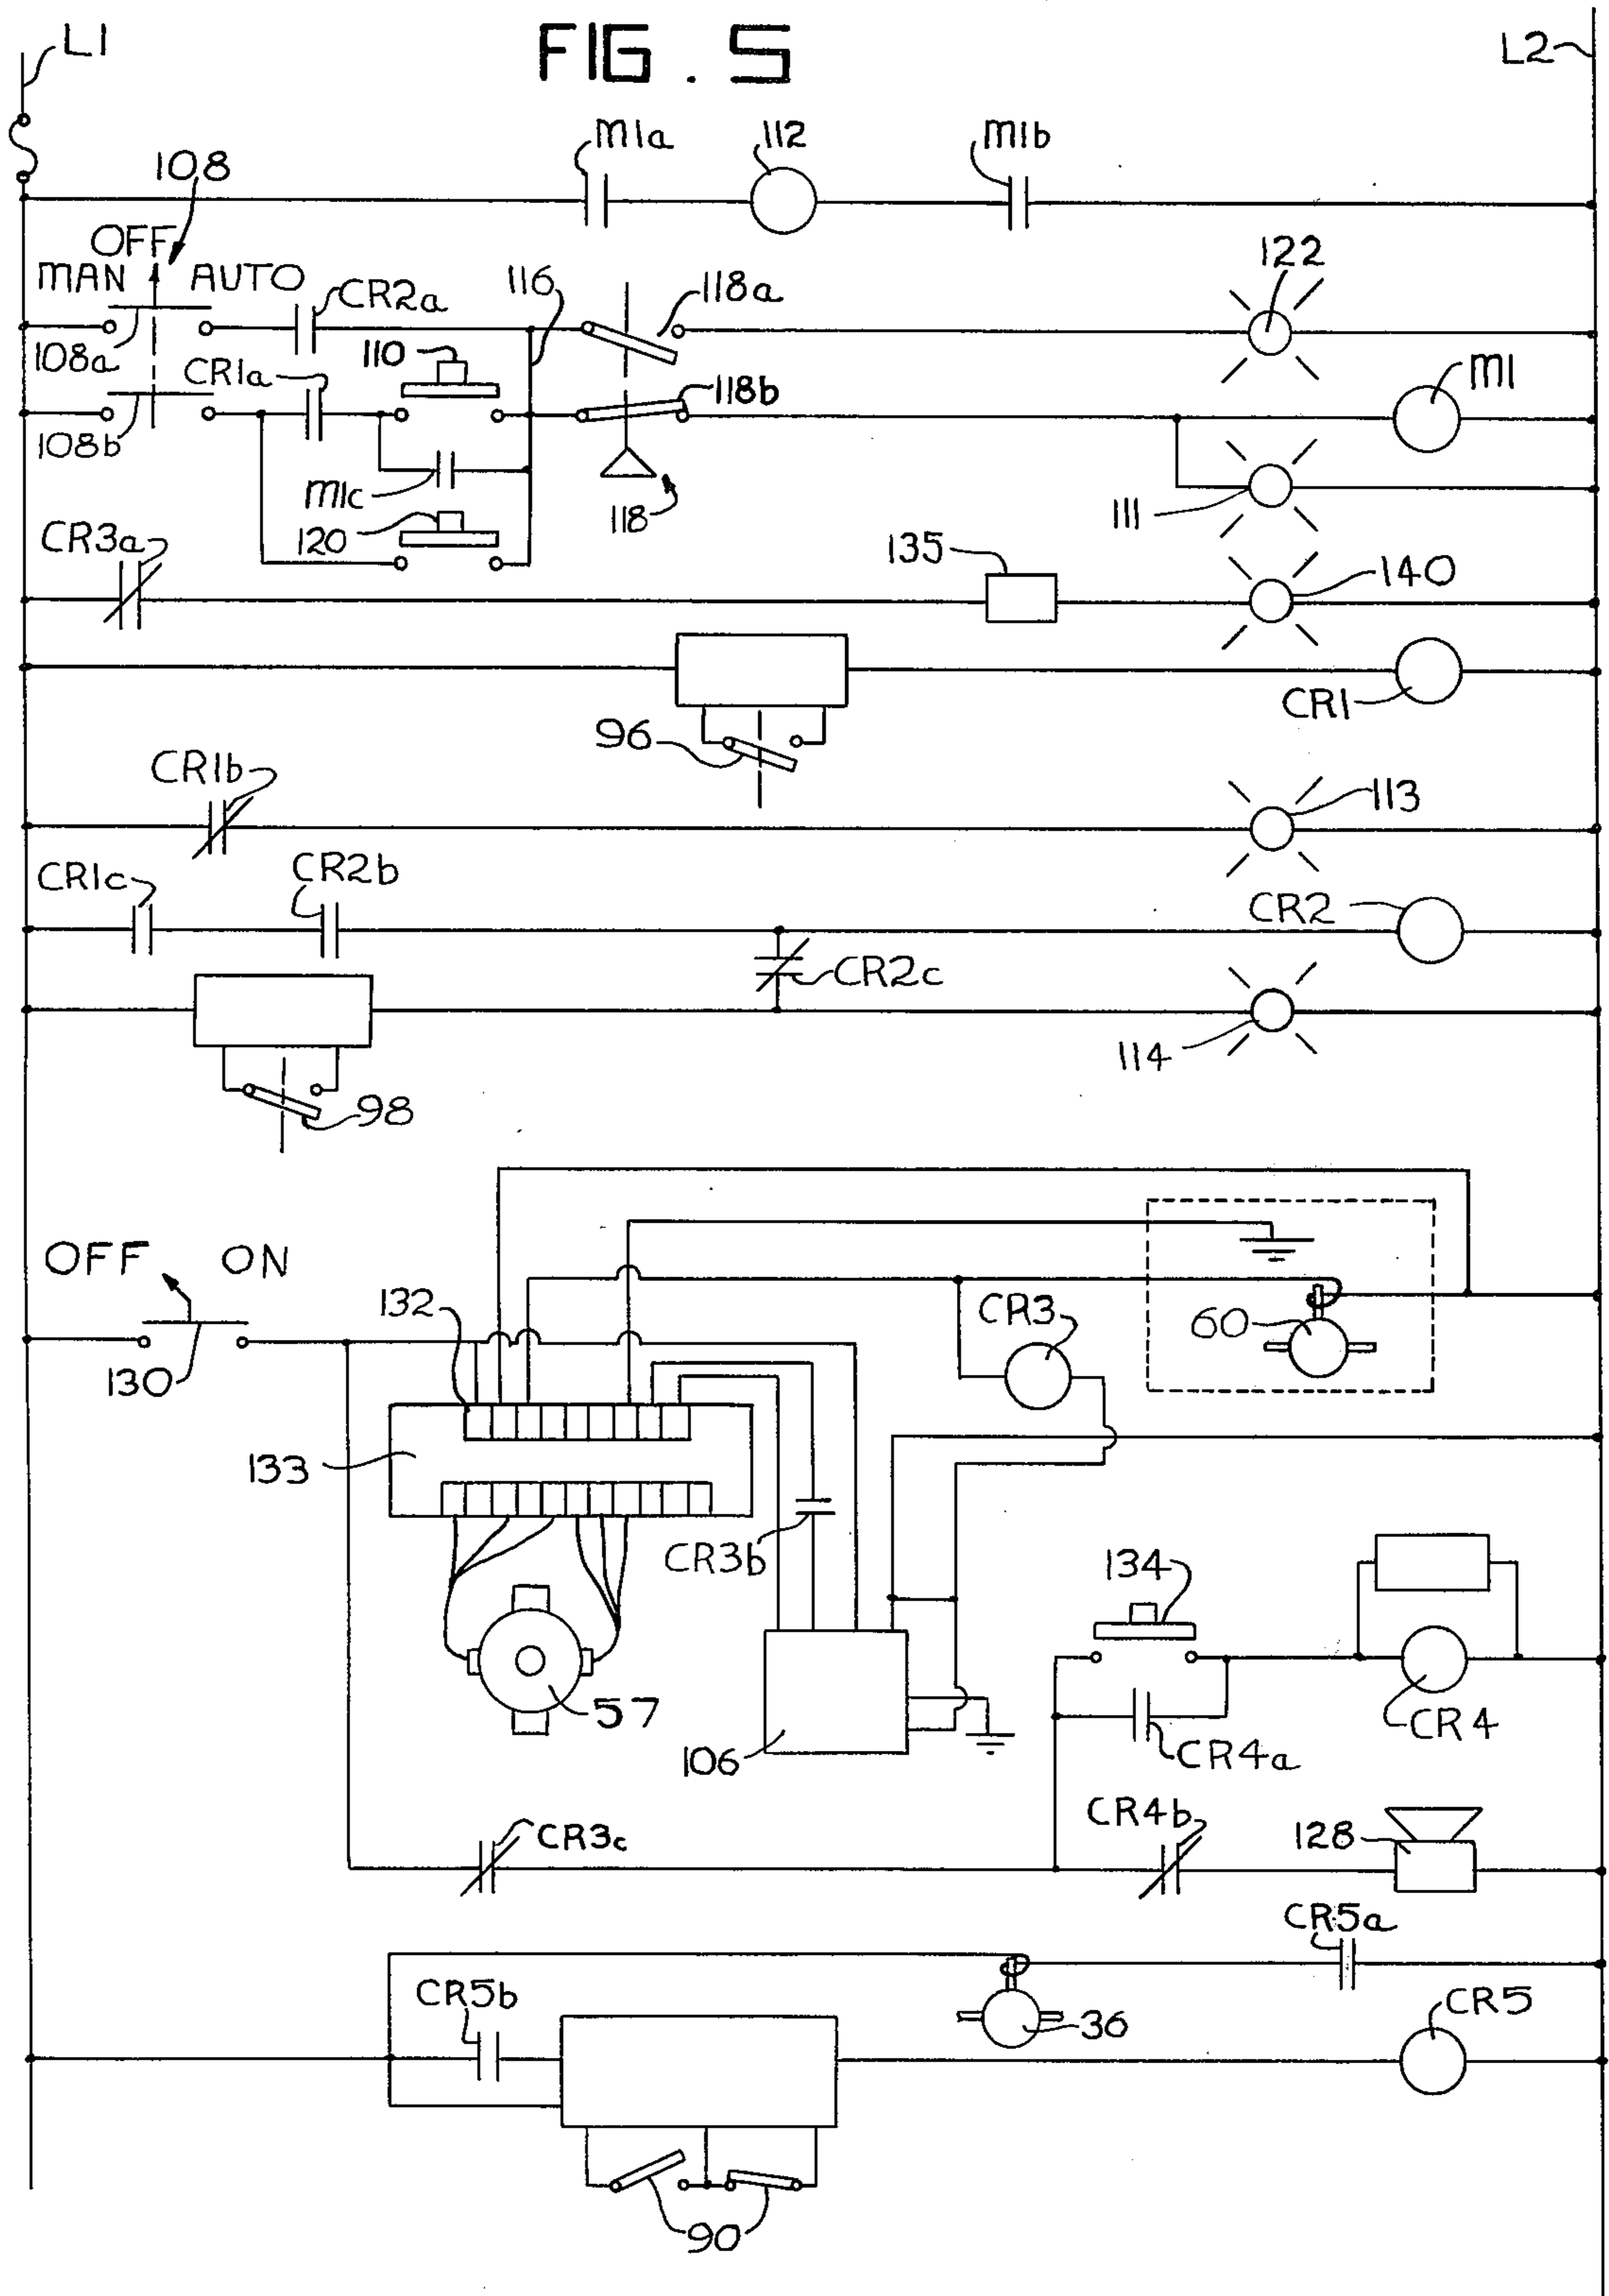 FIG. 5
L1
L2
M1a
112
M1b
108
OFF
MAN
AUTO
CR2a
116
118a
122
108a
110
CR1a
118b
M1
108b
M1c
118
111
CR3a
120
135
140
96
CR1
CR1b
113
CR1c
CR2b
CR2
CR2c
114
98
OFF
ON
132
CR3
60
130
133
CR3b
134
57
106
CR4a
CR4
CR3c
CR4b
128
CR5a
CR5b
36
CR5
90